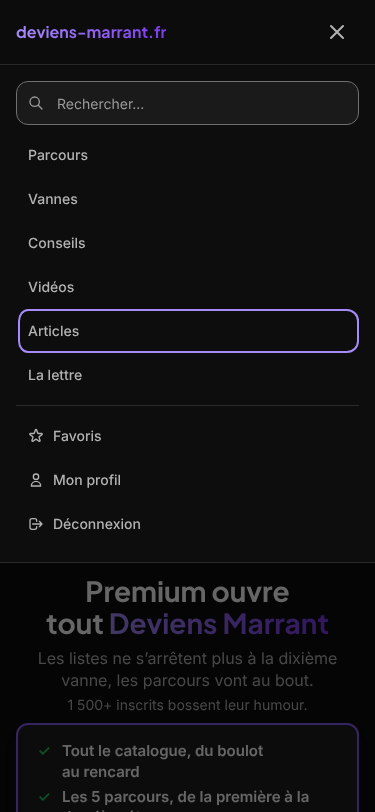 deviens-marrant.fr
Rechercher...
Parcours
Vannes
Conseils
Vidéos
Articles
La lettre
Favoris
Mon profil
Déconnexion
Premium ouvre
tout Deviens Marrant
Les listes ne s'arrêtent plus à la dixième
vanne, les parcours vont au bout.
1 500+ inscrits bossent leur humour.
Tout le catalogue, du boulot
au rencard
Les 5 parcours, de la première à la